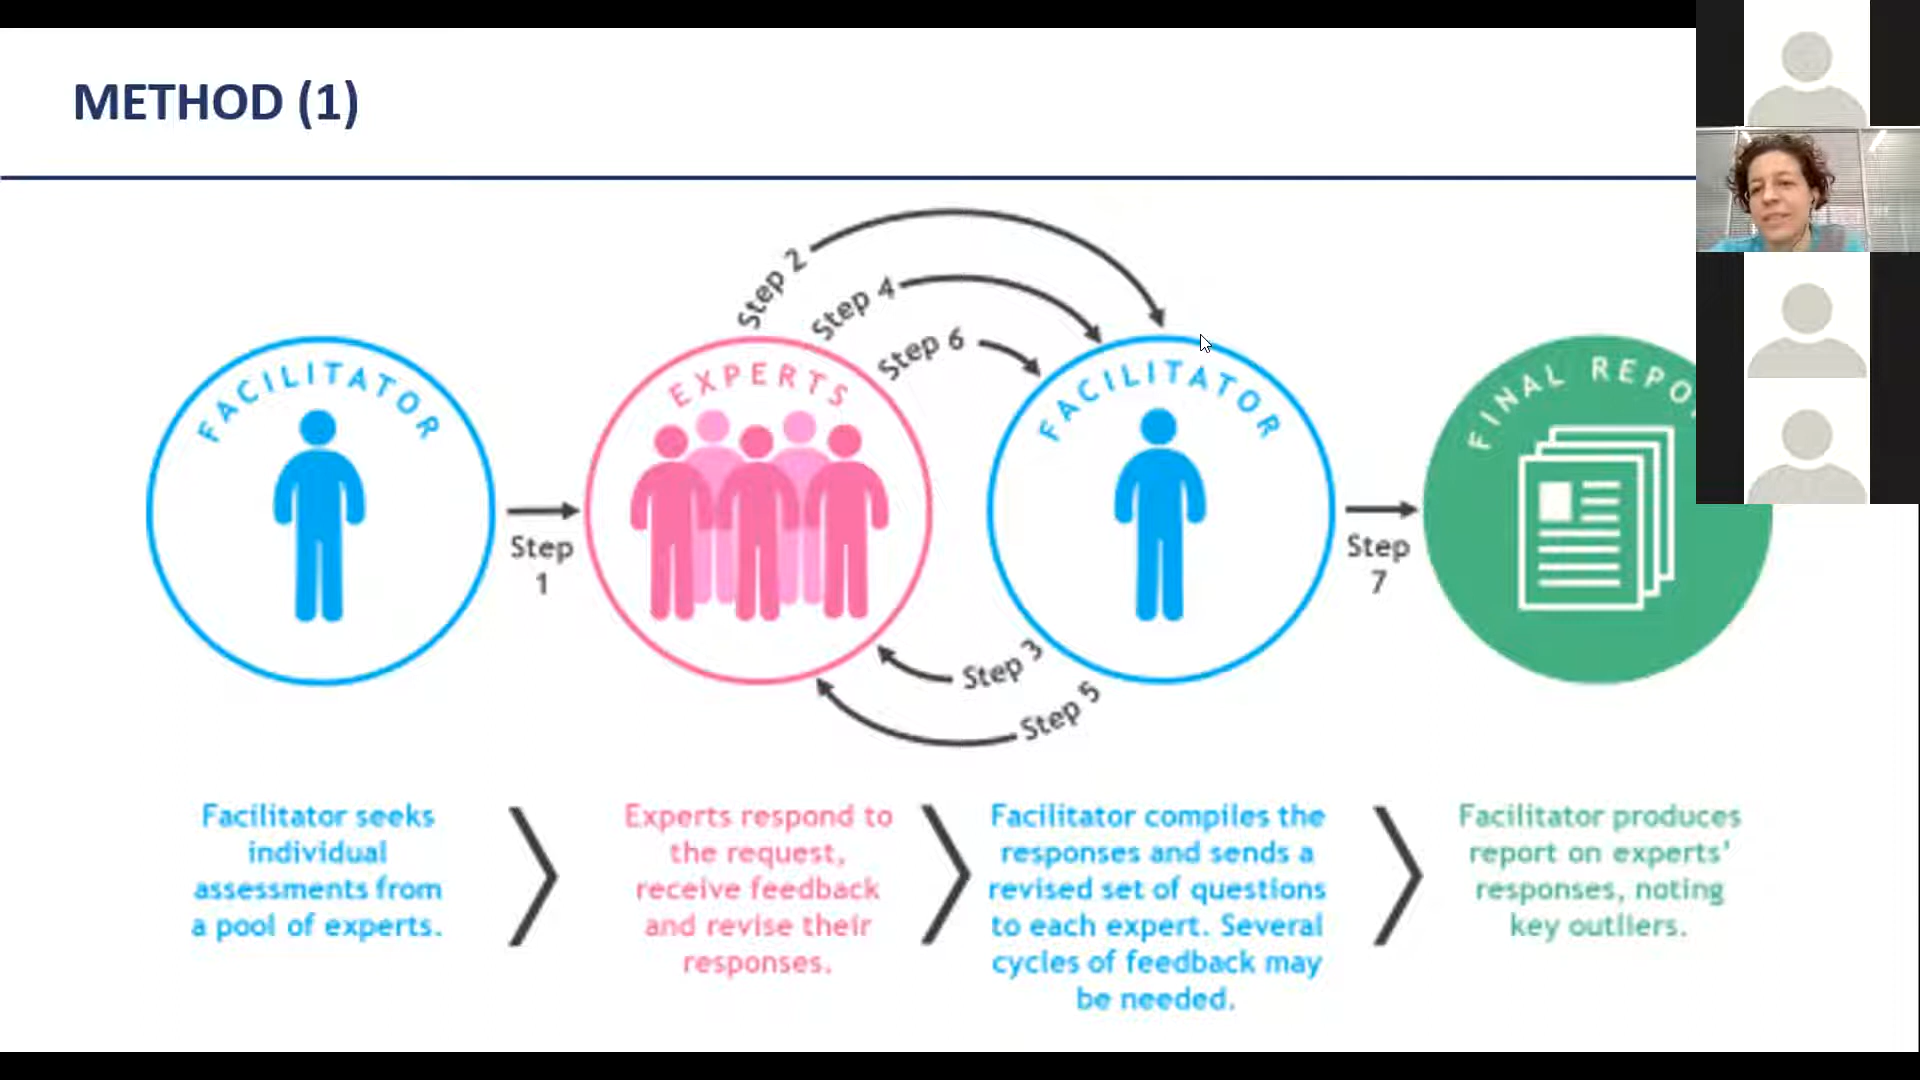 METHOD (1)
Step 2
Step 4
Step 6
FACILITATOR
EXPERTS
FACILITATOR
FINAL
Step
1
Step
7
Step 3
Step 5
Facilitator seeks
individual
assessments from
a pool of experts.
Experts respond to
the request,
receive feedback
and revise their
responses.
Facilitator compiles the
responses and sends a
revised set of questions
to each expert. Several
cycles of feedback may
be needed.
Facilitator produces
report on experts'
responses, noting
key outliers.